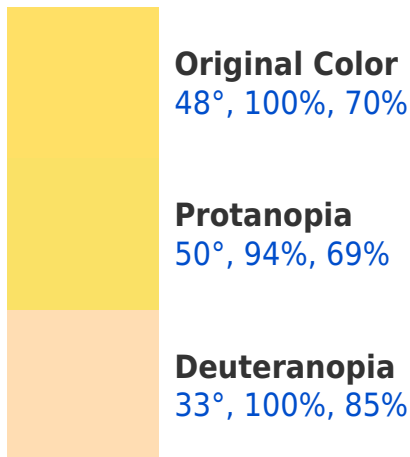 Original Color
48°, 100%, 70%
Protanopia
50°, 94%, 69%
Deuteranopia
33°, 100%, 85%